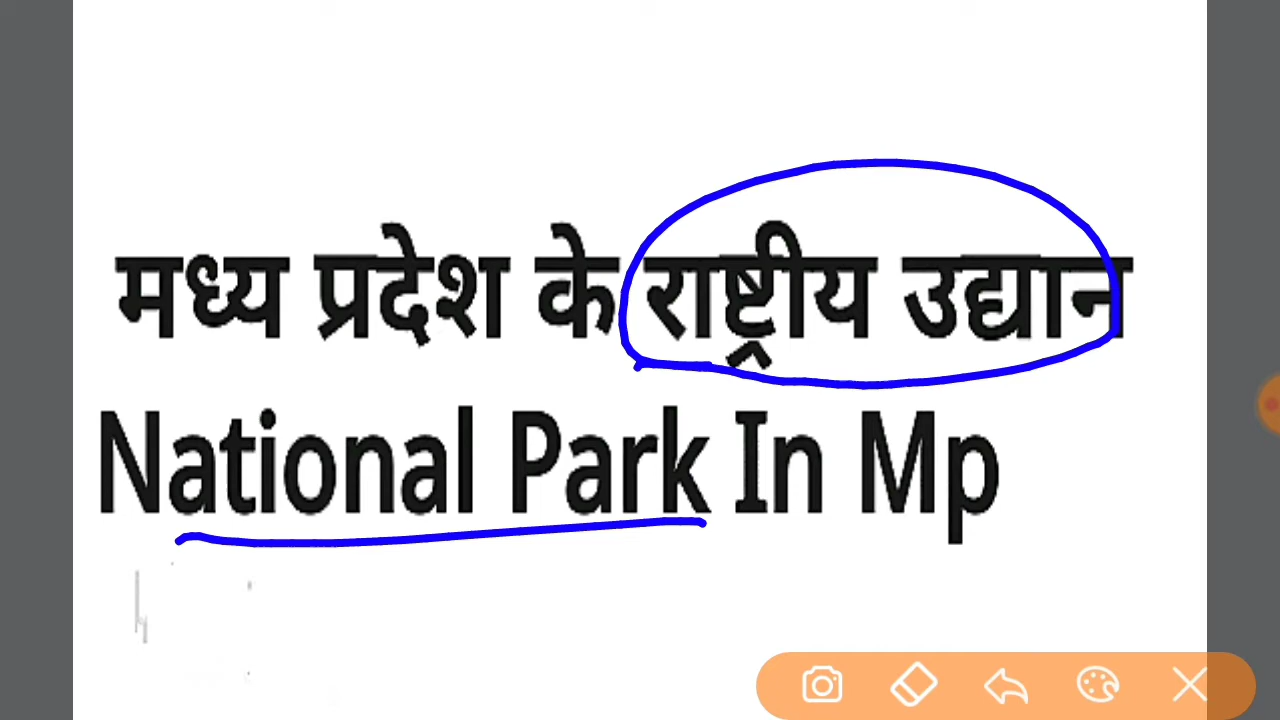 मध्य प्रदेश के राष्ट्रीय उद्यान
National Park In Mp